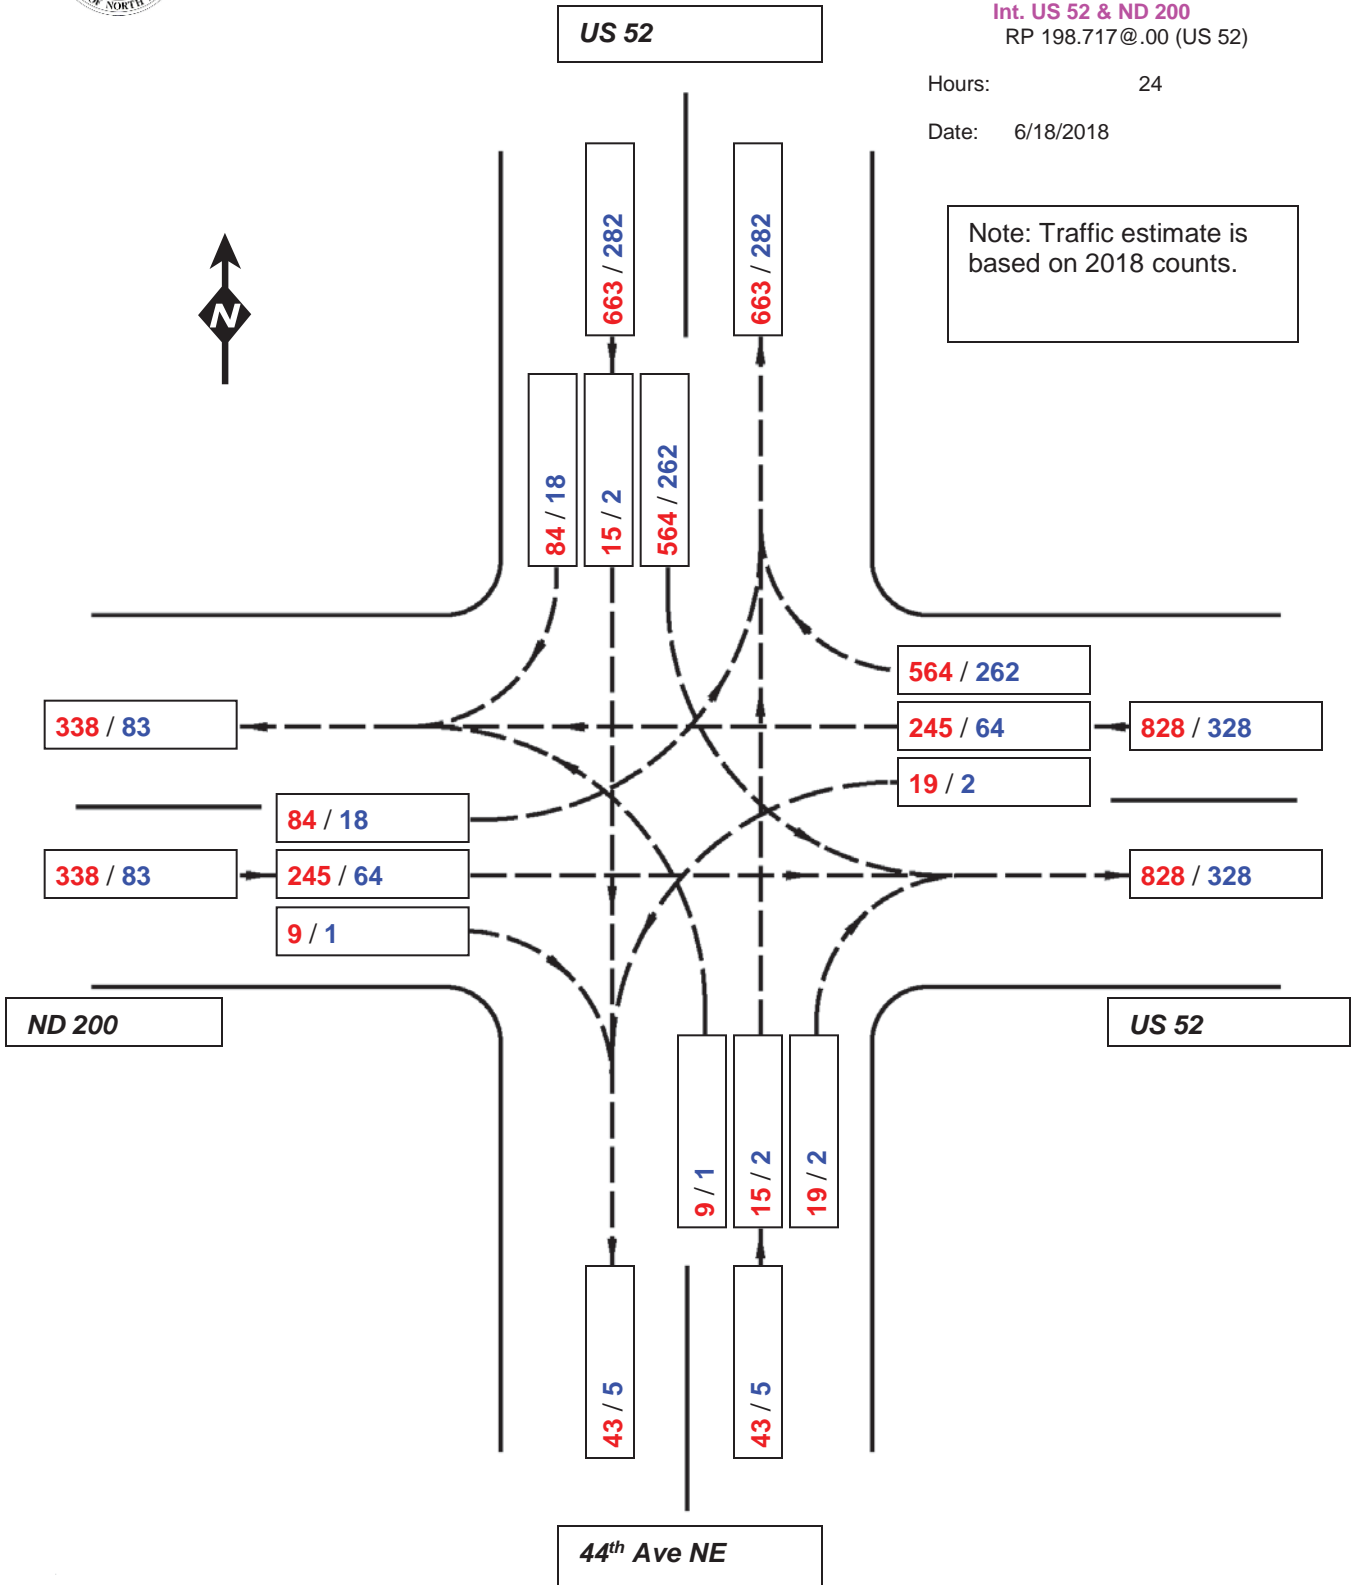 OF NORTH
US 52
Int. US 52 & ND 200
RP 198.717@.00 (US 52)
Hours: 24
Date: 6/18/2018
Note: Traffic estimate is
based on 2018 counts.
N
663 / 282
663 / 282
84 / 18
15 / 2
564 / 262
564 / 262
338 / 83
245 / 64
828 / 328
19 / 2
84 / 18
338 / 83
245 / 64
828 / 328
9 / 1
ND 200
US 52
9 / 1
15 / 2
19 / 2
43 / 5
43 / 5
44th Ave NE